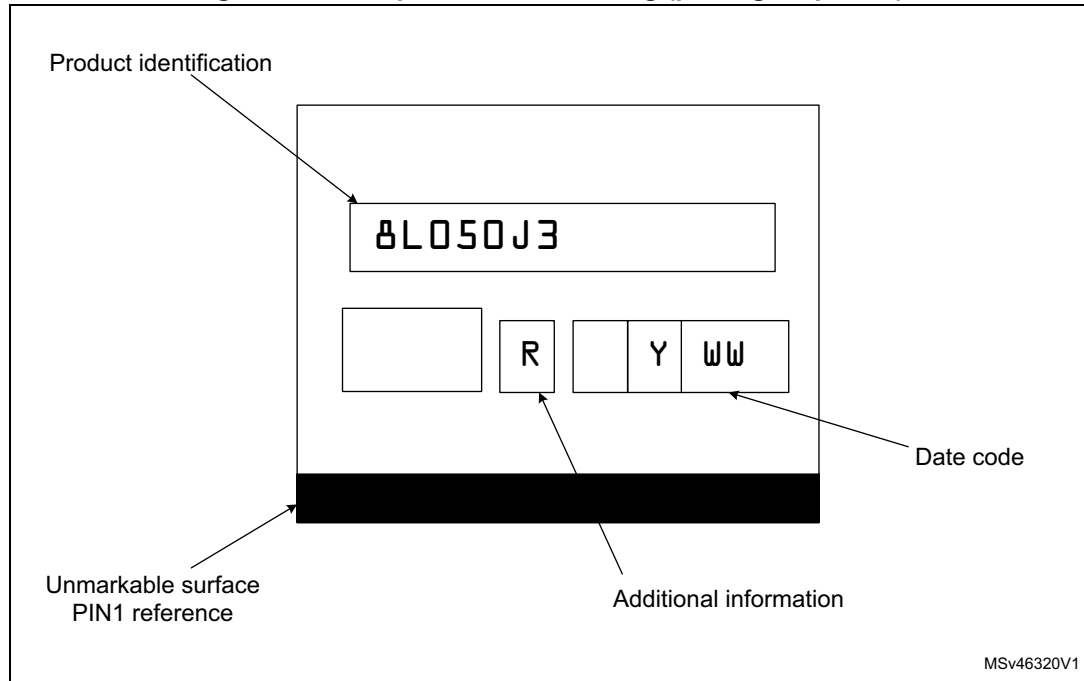 Product identification
8L050J3
R Y WW
Date code
Unmarkable surface
PIN1 reference
Additional information
MSv46320V1